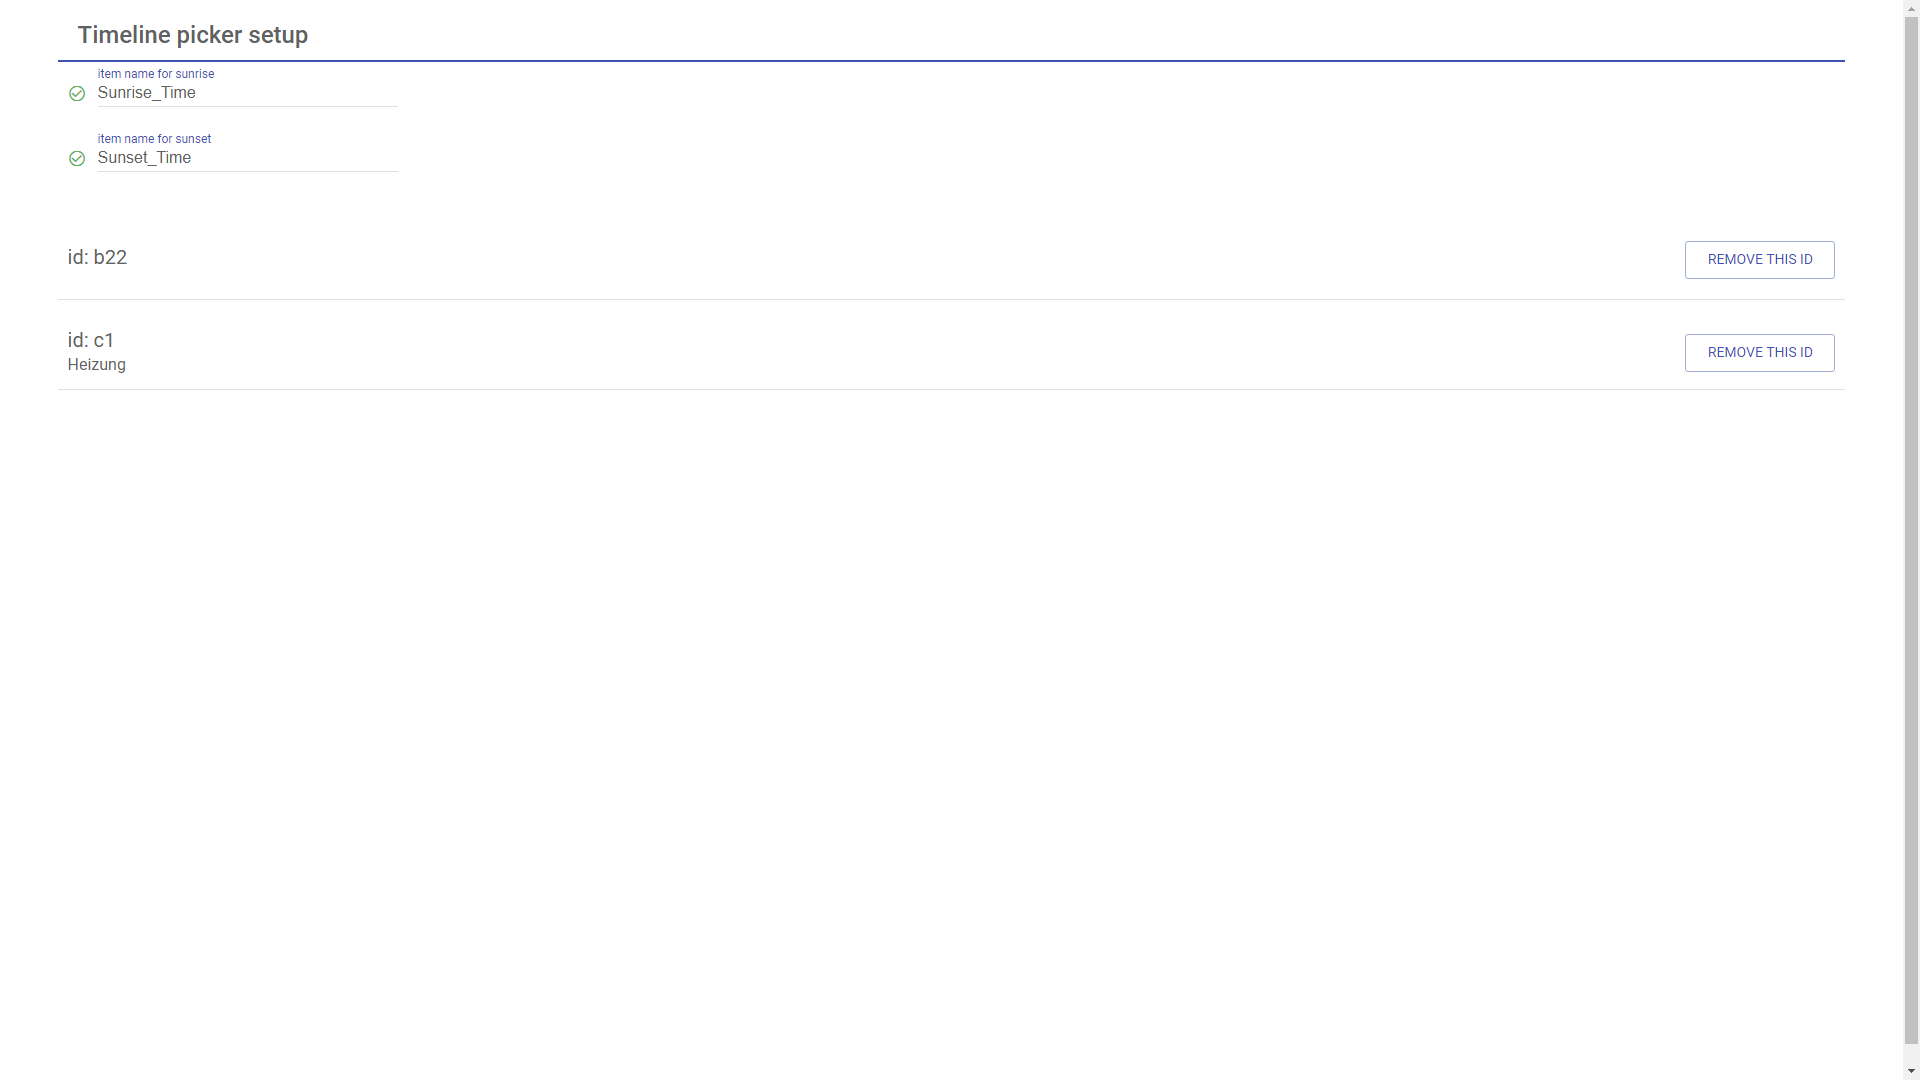 Timeline picker setup
item name for sunrise
Sunrise_Time
item name for sunset
Sunset_Time
id: b22
REMOVE THIS ID
id: c1
Heizung
REMOVE THIS ID